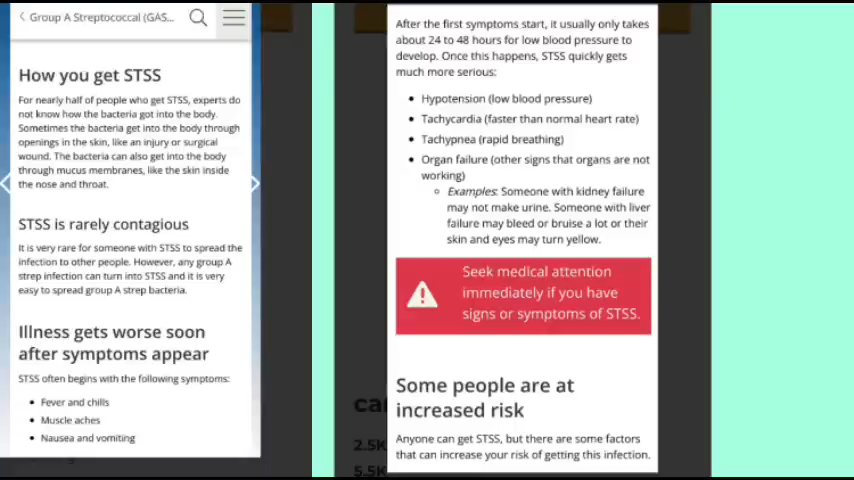 Group A Streptococcal (GAS...
How you get STSS
For nearly half of people who get STSS, experts do
not know how the bacteria got into the body.
Sometimes the bacteria get into the body through
openings in the skin, like an injury or surgical
wound. The bacteria can also get into the body
through mucus membranes, like the skin inside
the nose and throat.
STSS is rarely contagious
It is very rare for someone with STSS to spread the
infection to other people. However, any group A
strep infection can turn into STSS and it is very
easy to spread group A strep bacteria.
Illness gets worse soon
after symptoms appear
STSS often begins with the following symptoms:
Fever and chills
Muscle aches
Nausea and vomiting
After the first symptoms start, it usually only takes
about 24 to 48 hours for low blood pressure to
develop. Once this happens, STSS quickly gets
much more serious:
Hypotension (low blood pressure)
Tachycardia (faster than normal heart rate)
Tachypnea (rapid breathing)
Organ failure (other signs that organs are not
working)
Examples: Someone with kidney failure
may not make urine. Someone with liver
failure may bleed or bruise a lot or their
skin and eyes may turn yellow.
Seek medical attention
immediately if you have
signs or symptoms of STSS.
Some people are at
increased risk
Anyone can get STSS, but there are some factors
that can increase your risk of getting this infection.
2.5K
5.5K